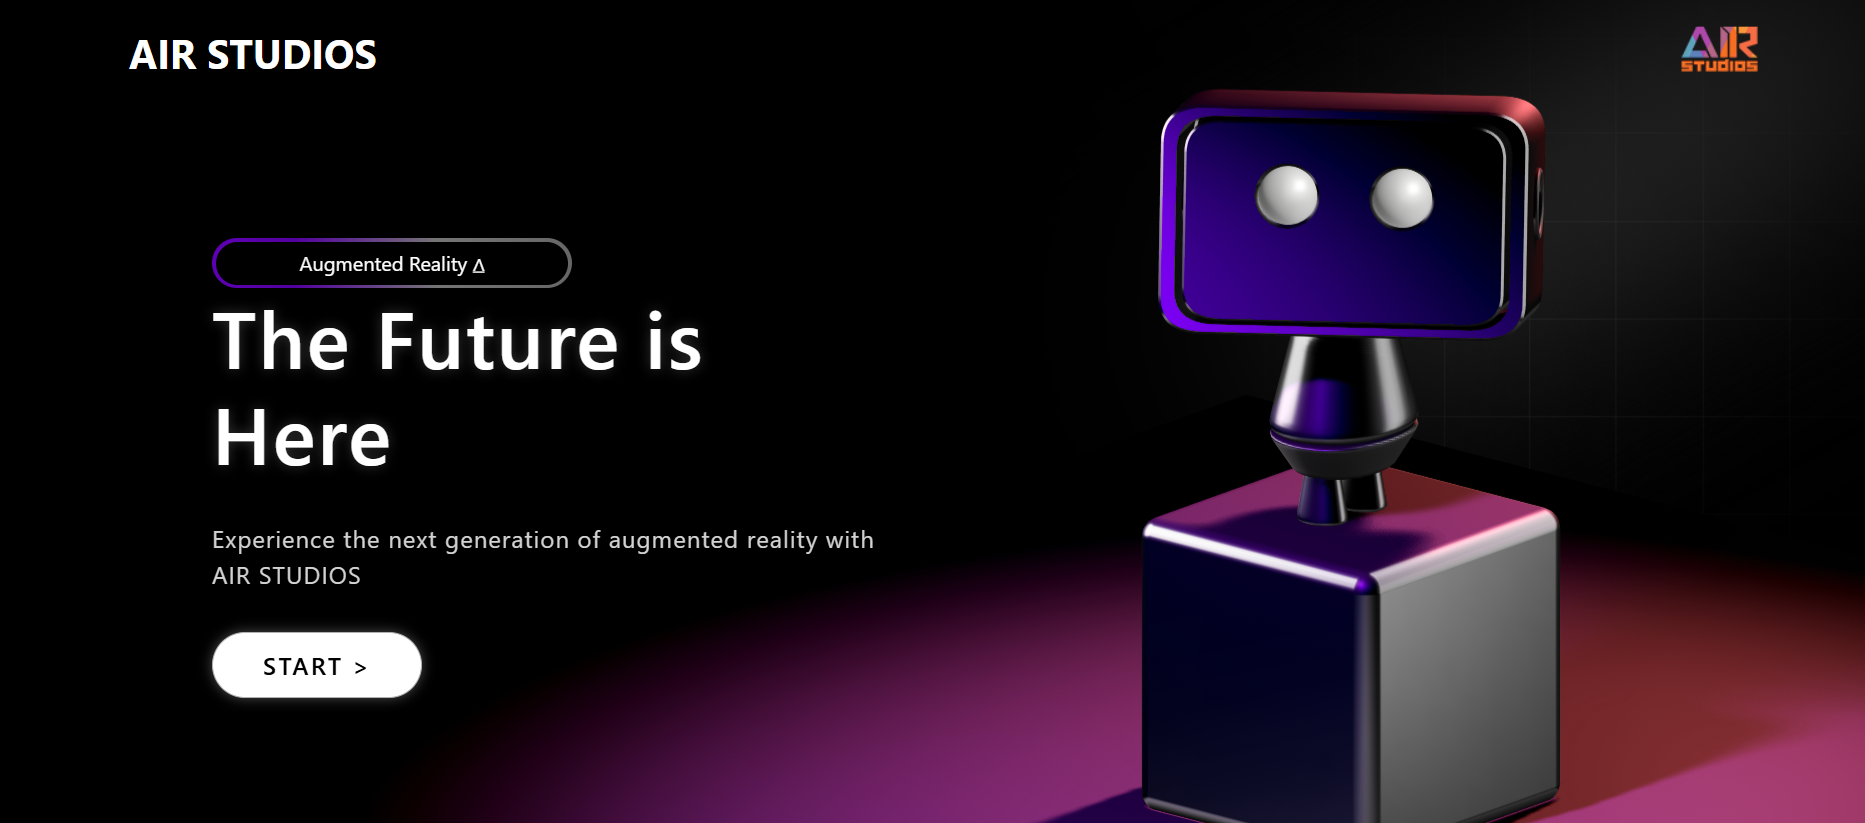 AIR STUDIOS
AIR
STUDIOS
Augmented Reality Δ
The Future is
Here
Experience the next generation of augmented reality with
AIR STUDIOS
START >